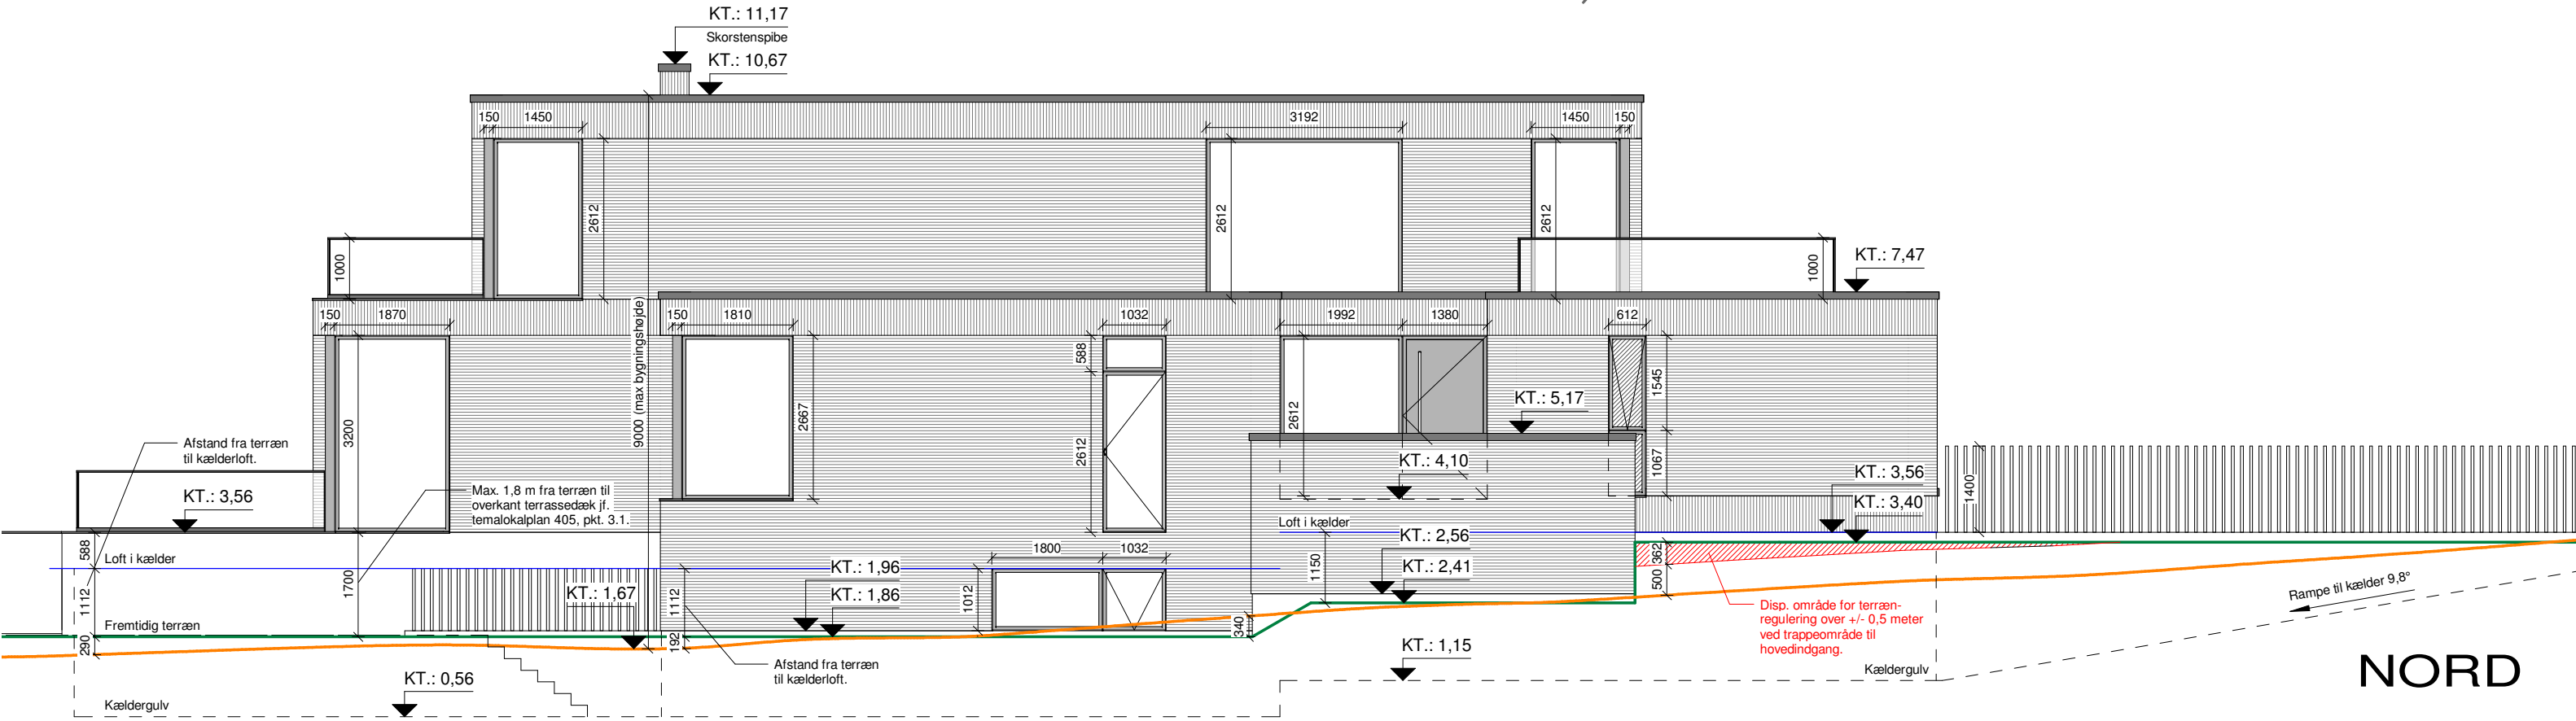 KT.: 11,17
Skorstenspibe
KT.: 10,67
150 1450
3192
1450 150
2612
2612
2612
1000
1000
KT.: 7,47
150 1870
9000 (max bygningshøjde)
150 1810
1032
1992 1380
612
588
1545
3200
2667
2612
2612
KT.: 5,17
1067
Afstand fra terræn
til kælderloft.
KT.: 3,56
Max. 1,8 m fra terræn til
overkant terrassedæk jf.
temalokalplan 405, pkt. 3.1.
KT.: 4,10
KT.: 3,56
KT.: 3,40
1400
588
Loft i kælder
Loft i kælder
1800 1032
KT.: 2,56
1150
KT.: 2,41
362
500
1112
1700
KT.: 1,67
1112
KT.: 1,96
KT.: 1,86
1012
Rampe til kælder 9,8°
Fremtidig terræn
290
192
340
Disp. område for terræn-
regulering over +/- 0,5 meter
ved trappeområde til
hovedindgang.
Afstand fra terræn
til kælderloft.
KT.: 1,15
Kældergulv
KT.: 0,56
Kældergulv
NORD